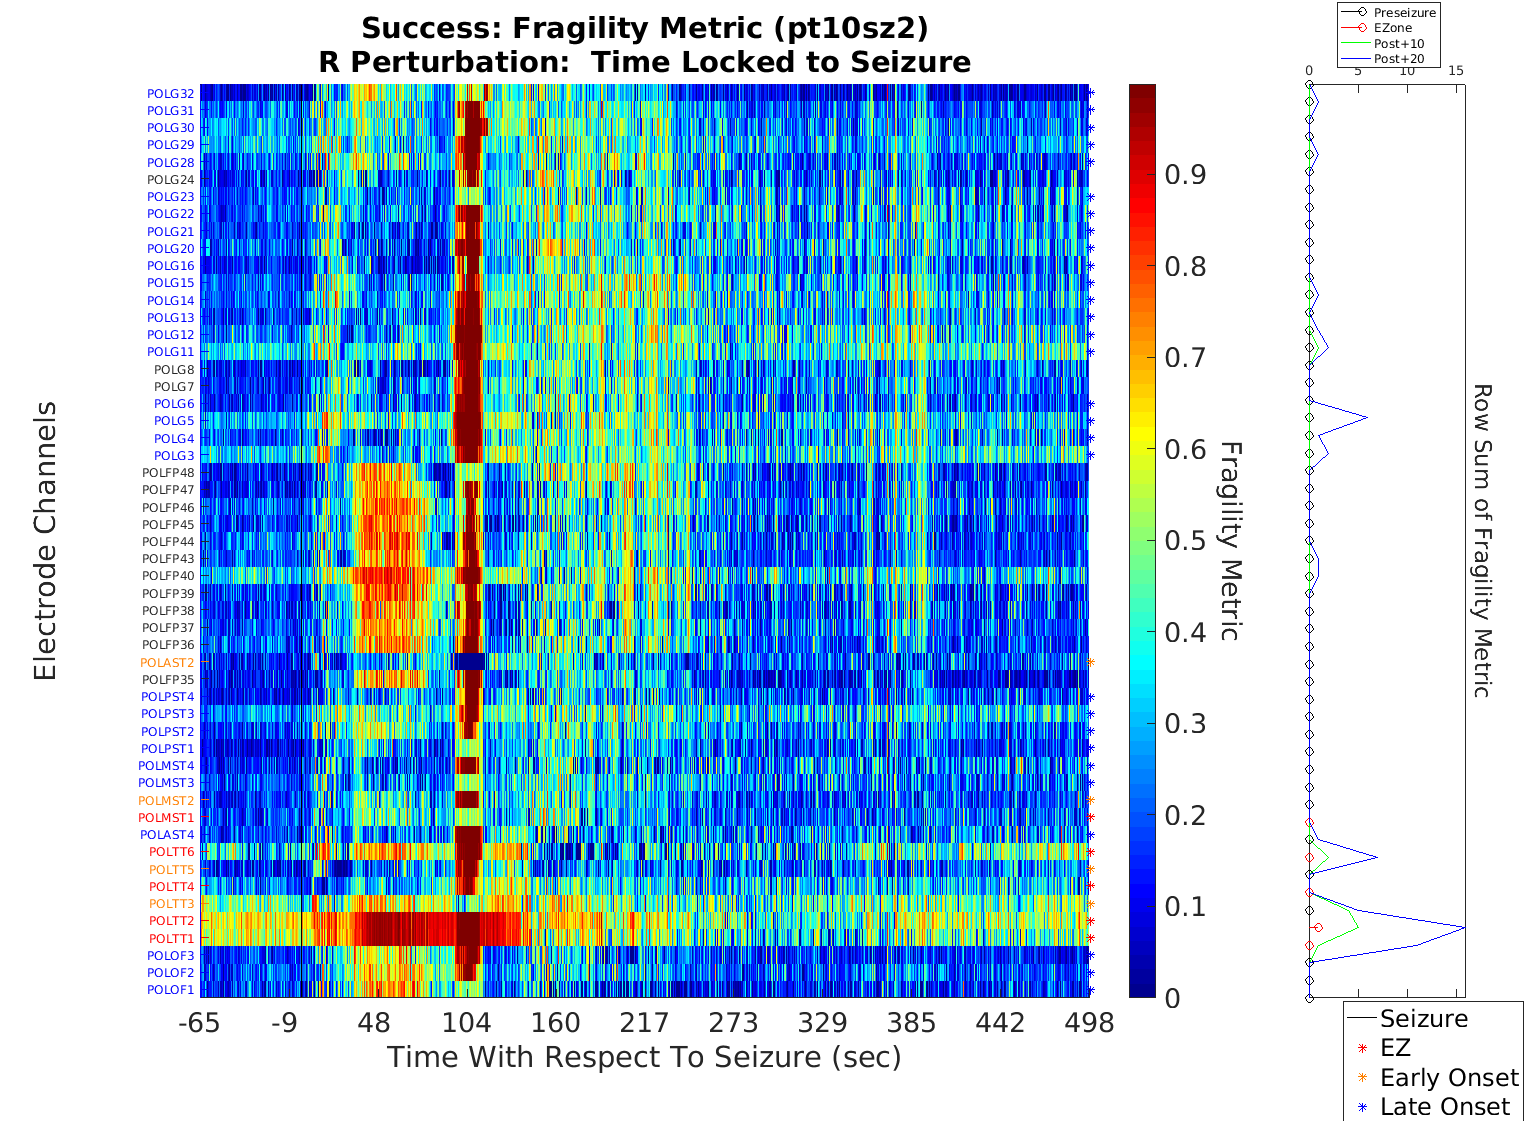 Success: Fragility Metric (pt10sz2)
R Perturbation:  Time Locked to Seizure
Preseizure
EZone
Post+10
Post+20
0 5 10 15
POLG32
POLG31
POLG30
POLG29
POLG28
POLG24
POLG23
POLG22
POLG21
POLG20
POLG16
POLG15
POLG14
POLG13
POLG12
POLG11
POLG8
POLG7
POLG6
POLG5
POLG4
POLG3
POLFP48
POLFP47
POLFP46
POLFP45
POLFP44
POLFP43
POLFP40
POLFP39
POLFP38
POLFP37
POLFP36
POLAST2
POLFP35
POLPST4
POLPST3
POLPST2
POLPST1
POLMST4
POLMST3
POLMST2
POLMST1
POLAST4
POLTT6
POLTT5
POLTT4
POLTT3
POLTT2
POLTT1
POLOF3
POLOF2
POLOF1
Electrode Channels
-65 -9 48 104 160 217 273 329 385 442 498
Time With Respect To Seizure (sec)
0.9
0.8
0.7
0.6
0.5
0.4
0.3
0.2
0.1
0
Fragility Metric
Row Sum of Fragility Metric
Seizure
EZ
Early Onset
Late Onset